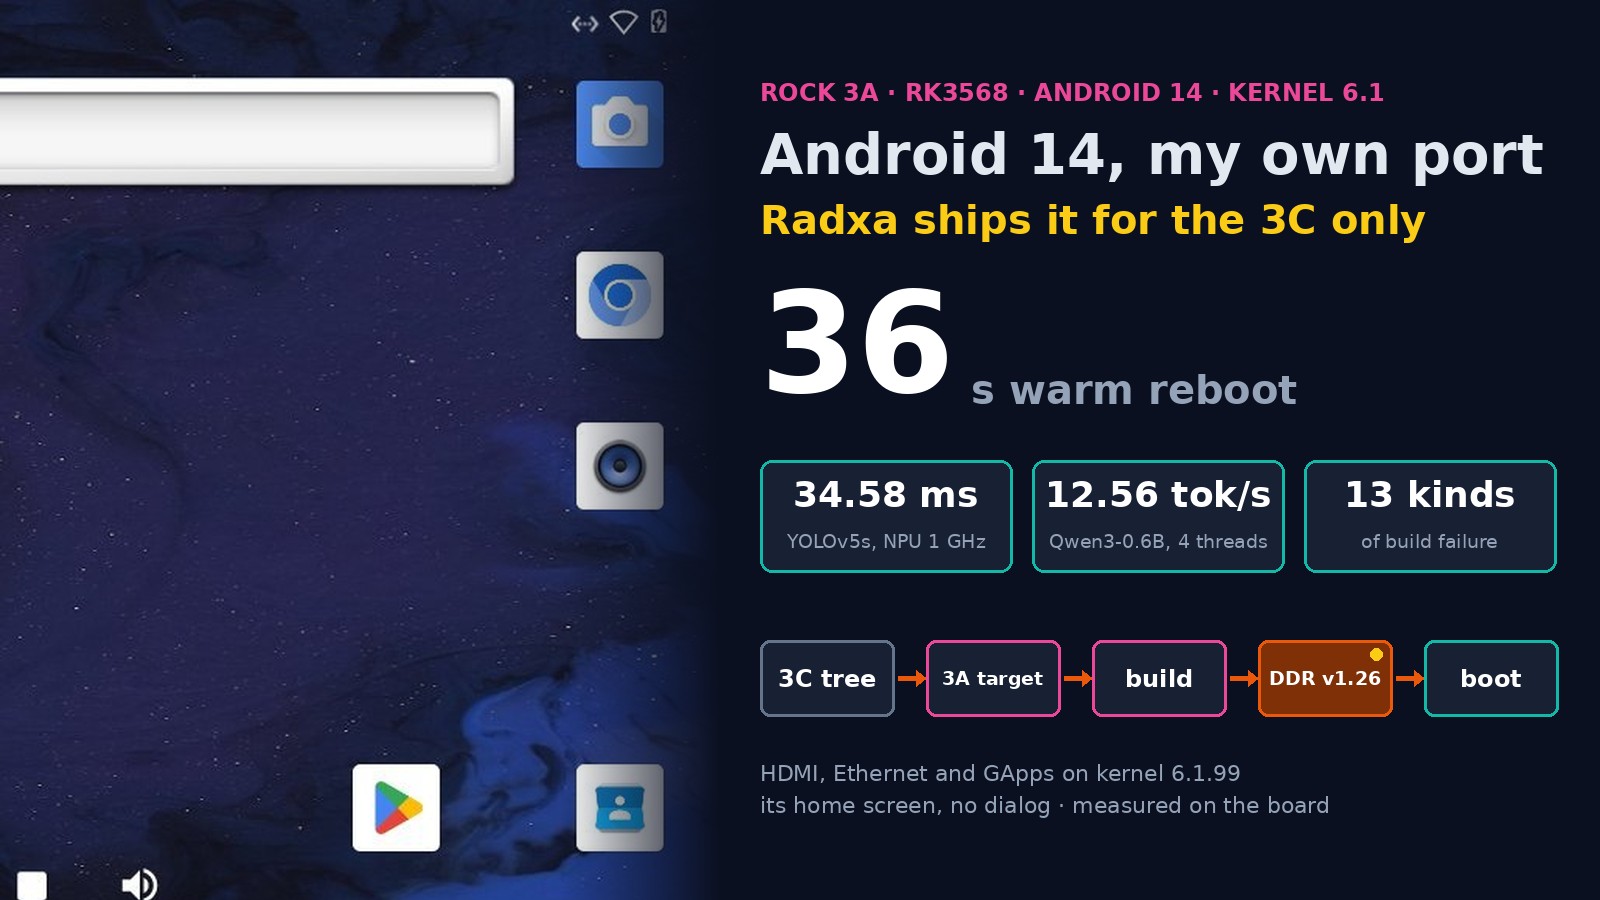 ROCK 3A · RK3568 · ANDROID 14 · KERNEL 6.1
Android 14, my own port
Radxa ships it for the 3C only
36 s warm reboot
34.58 ms
YOLOv5s, NPU 1 GHz
12.56 tok/s
Qwen3-0.6B, 4 threads
13 kinds
of build failure
3C tree
3A target
build
DDR v1.26
boot
HDMI, Ethernet and GApps on kernel 6.1.99
its home screen, no dialog · measured on the board